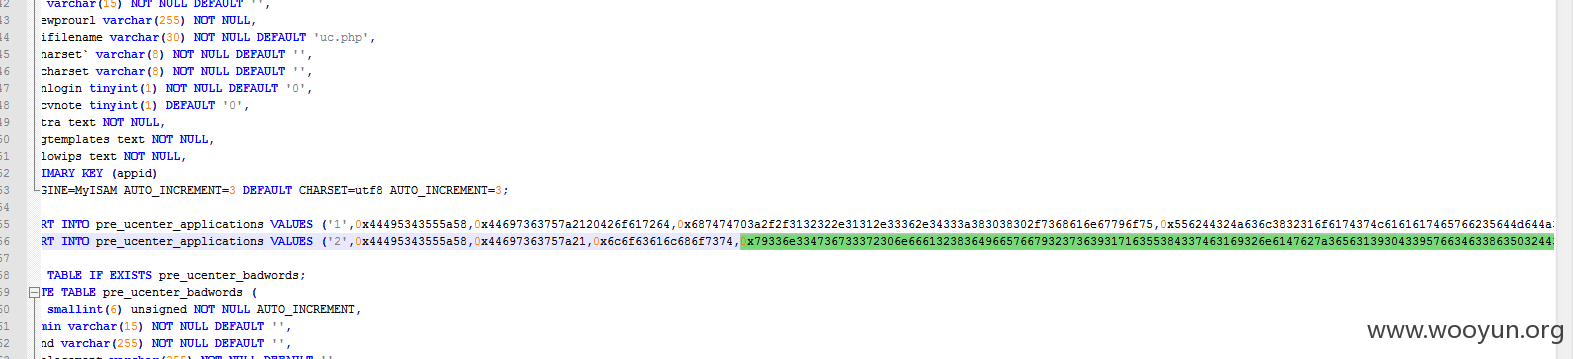 42 varchar(15) NOT NULL DEFAULT '',
43 ewprourl varchar(255) NOT NULL,
44 ifilename varchar(30) NOT NULL DEFAULT 'uc.php',
45 harset` varchar(8) NOT NULL DEFAULT '',
46 charset varchar(8) NOT NULL DEFAULT '',
47 nlogin tinyint(1) NOT NULL DEFAULT '0',
48 cvnote tinyint(1) DEFAULT '0',
49 tra text NOT NULL,
50 gtemplates text NOT NULL,
51 lowips text NOT NULL,
52 IMARY KEY (appid)
53 GINE=MyISAM AUTO_INCREMENT=3 DEFAULT CHARSET=utf8 AUTO_INCREMENT=3;
54
55 RT INTO pre_ucenter_applications VALUES ('1',0x44495343555a58,0x44697363757a2120426f617264,
56 RT INTO pre_ucenter_applications VALUES ('2',0x44495343555a58,0x44697363757a21,0x6c6f63616c686f7374,
57
58 TABLE IF EXISTS pre_ucenter_badwords;
59 TE TABLE pre_ucenter_badwords (
60 smallint(6) unsigned NOT NULL AUTO_INCREMENT,
61 min varchar(15) NOT NULL DEFAULT '',
62 nd varchar(255) NOT NULL DEFAULT '',
www.wooyun.org